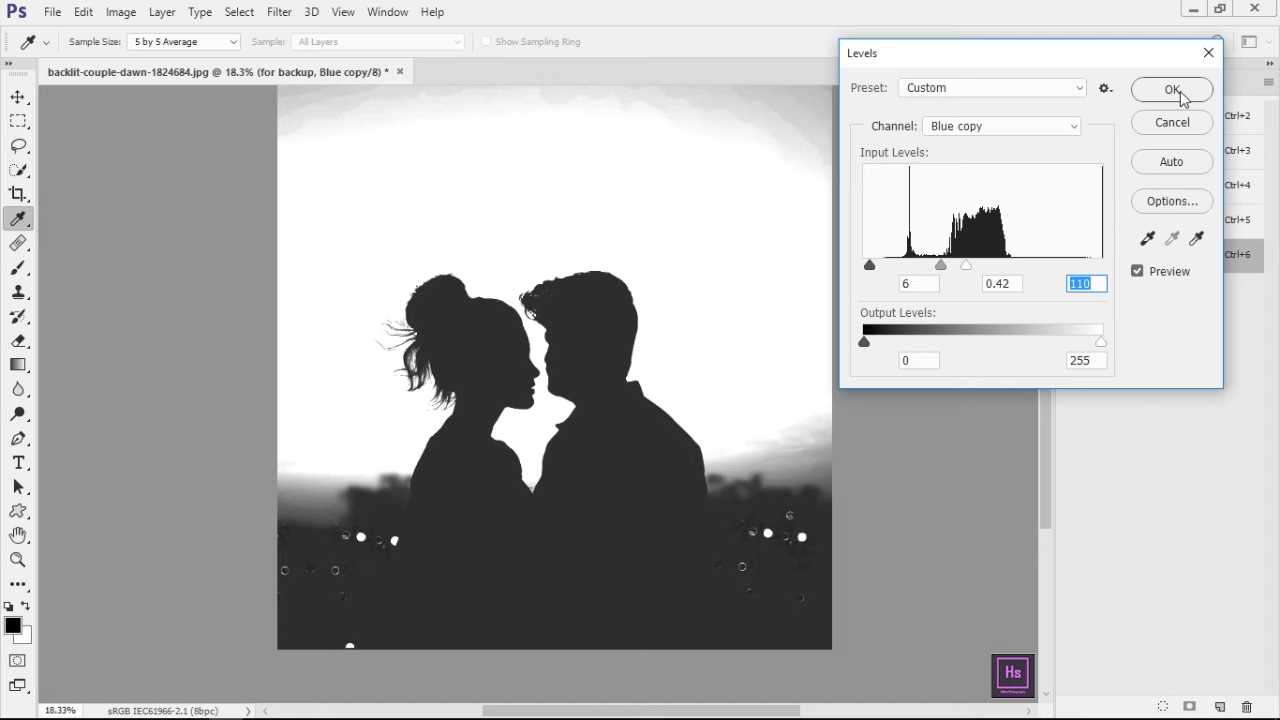 Ps File Edit Image Layer Type Select Filter 3D View Window Help
Sample Size: 5 by 5 Average Sample: All Layers Show Sampling Ring
backlit-couple-dawn-1824684.jpg @ 18.3% (for backup, Blue copy/8) *
Levels
Preset: Custom
OK
Cancel
Channel: Blue copy
Input Levels:
Auto
Options...
Preview
6 0.42 110
Output Levels:
0 255
Ctrl+2
Ctrl+3
Ctrl+4
Ctrl+5
Ctrl+6
T
Hs
18.33% sRGB IEC61966-2.1 (8bpc)